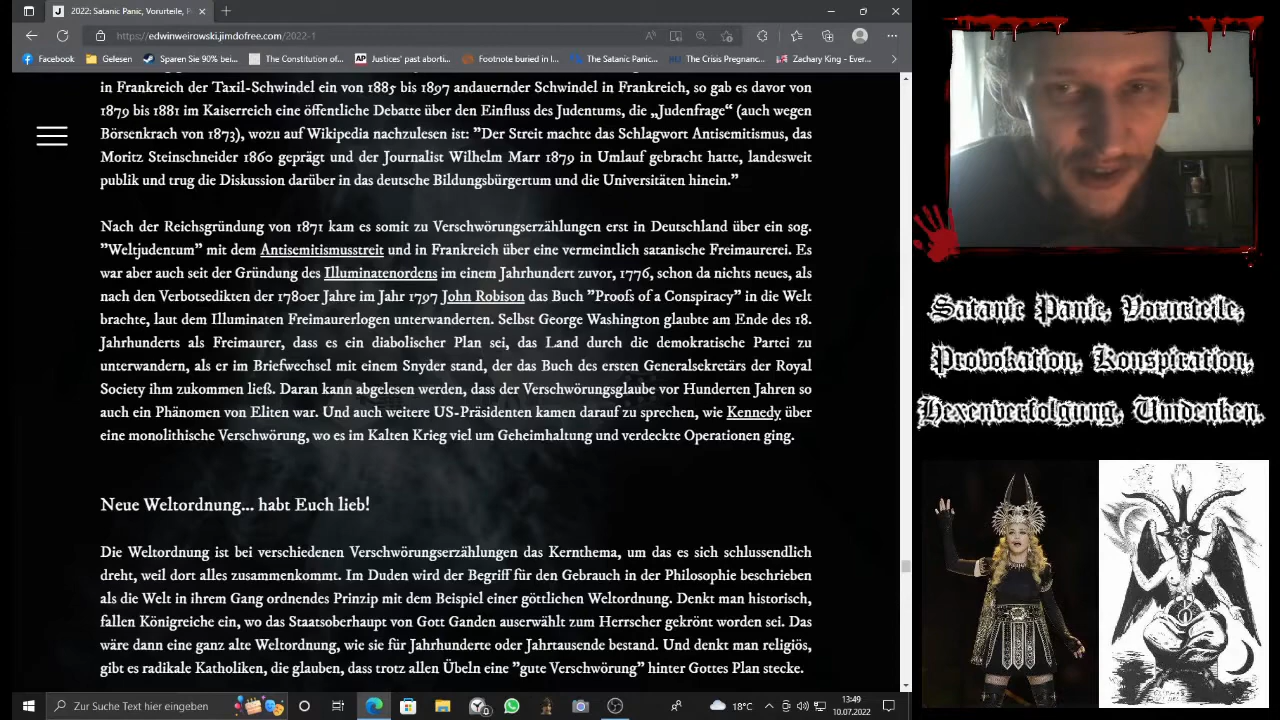 2022: Satanic Panic, Vorurteile, P
https://edwinweirowski.jimdofree.com/2022-1
Facebook
Gelesen
Sparen Sie 90% bei...
The Constitution of...
Justices' past aborti...
Footnote buried in l...
The Satanic Panic...
The Crisis Pregnanc...
Zachary King - Ever...
in Frankreich der Taxil-Schwindel ein von 1885 bis 1897 andauernder Schwindel in Frankreich, so gab es davor von
1879 bis 1881 im Kaiserreich eine öffentliche Debatte über den Einfluss des Judentums, die „Judenfrage“ (auch wegen
Börsenkrach von 1873), wozu auf Wikipedia nachzulesen ist: ”Der Streit machte das Schlagwort Antisemitismus, das
Moritz Steinschneider 1860 geprägt und der Journalist Wilhelm Marr 1879 in Umlauf gebracht hatte, landesweit
publik und trug die Diskussion darüber in das deutsche Bildungsbürgertum und die Universitäten hinein.”
Nach der Reichsgründung von 1871 kam es somit zu Verschwörungserzählungen erst in Deutschland über ein sog.
”Weltjudentum” mit dem Antisemitismusstreit und in Frankreich über eine vermeintlich satanische Freimaurerei. Es
war aber auch seit der Gründung des Illuminatenordens im einem Jahrhundert zuvor, 1776, schon da nichts neues, als
nach den Verbotsedikten der 1780er Jahre im Jahr 1797 John Robison das Buch ”Proofs of a Conspiracy” in die Welt
brachte, laut dem Illuminaten Freimaurerlogen unterwanderten. Selbst George Washington glaubte am Ende des 18.
Jahrhunderts als Freimaurer, dass es ein diabolischer Plan sei, das Land durch die demokratische Partei zu
unterwandern, als er im Briefwechsel mit einem Snyder stand, der das Buch des ersten Generalsekretärs der Royal
Society ihm zukommen ließ. Daran kann abgelesen werden, dass der Verschwörungsglaube vor Hunderten Jahren so
auch ein Phänomen von Eliten war. Und auch weitere US-Präsidenten kamen darauf zu sprechen, wie Kennedy über
eine monolithische Verschwörung, wo es im Kalten Krieg viel um Geheimhaltung und verdeckte Operationen ging.
Neue Weltordnung... habt Euch lieb!
Die Weltordnung ist bei verschiedenen Verschwörungserzählungen das Kernthema, um das es sich schlussendlich
dreht, weil dort alles zusammenkommt. Im Duden wird der Begriff für den Gebrauch in der Philosophie beschrieben
als die Welt in ihrem Gang ordnendes Prinzip mit dem Beispiel einer göttlichen Weltordnung. Denkt man historisch,
fallen Königreiche ein, wo das Staatsoberhaupt von Gott Ganden auserwählt zum Herrscher gekrönt worden sei. Das
wäre dann eine ganz alte Weltordnung, wie sie für Jahrhunderte oder Jahrtausende bestand. Und denkt man religiös,
gibt es radikale Katholiken, die glauben, dass trotz allen Übeln eine ”gute Verschwörung” hinter Gottes Plan stecke.
Zur Suche Text hier eingeben
18°C
13:49
10.07.2022
Satanic Panic, Vorurteile,
Provokation, Konspiration,
Hexenverfolgung, Umdenken.